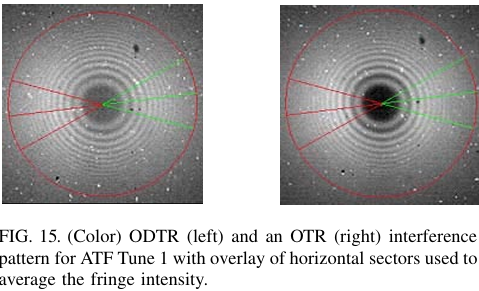 FIG. 15. (Color) ODTR (left) and an OTR (right) interference
pattern for ATF Tune 1 with overlay of horizontal sectors used to
average the fringe intensity.